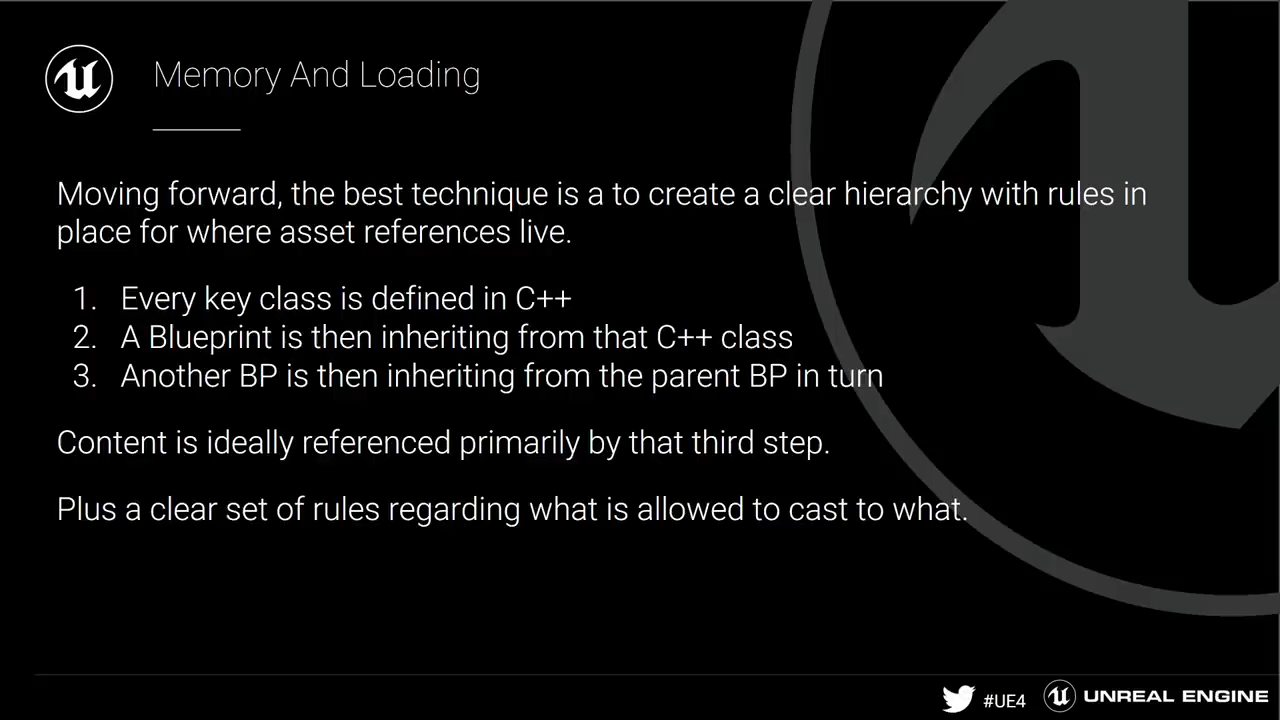 Memory And Loading
Moving forward, the best technique is a to create a clear hierarchy with rules in
place for where asset references live.
1. Every key class is defined in C++
2. A Blueprint is then inheriting from that C++ class
3. Another BP is then inheriting from the parent BP in turn
Content is ideally referenced primarily by that third step.
Plus a clear set of rules regarding what is allowed to cast to what.
#UE4 UNREAL ENGINE